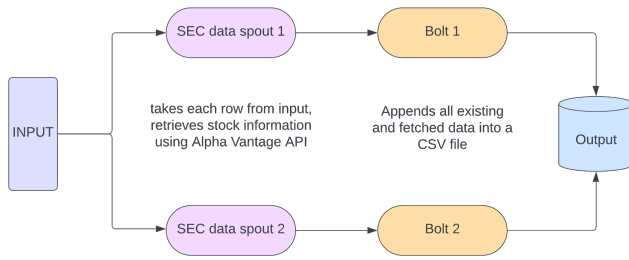 SEC data spout 1
Bolt 1
INPUT
takes each row from input,
retrieves stock information
using Alpha Vantage API
Appends all existing
and fetched data into a
CSV file
Output
SEC data spout 2
Bolt 2